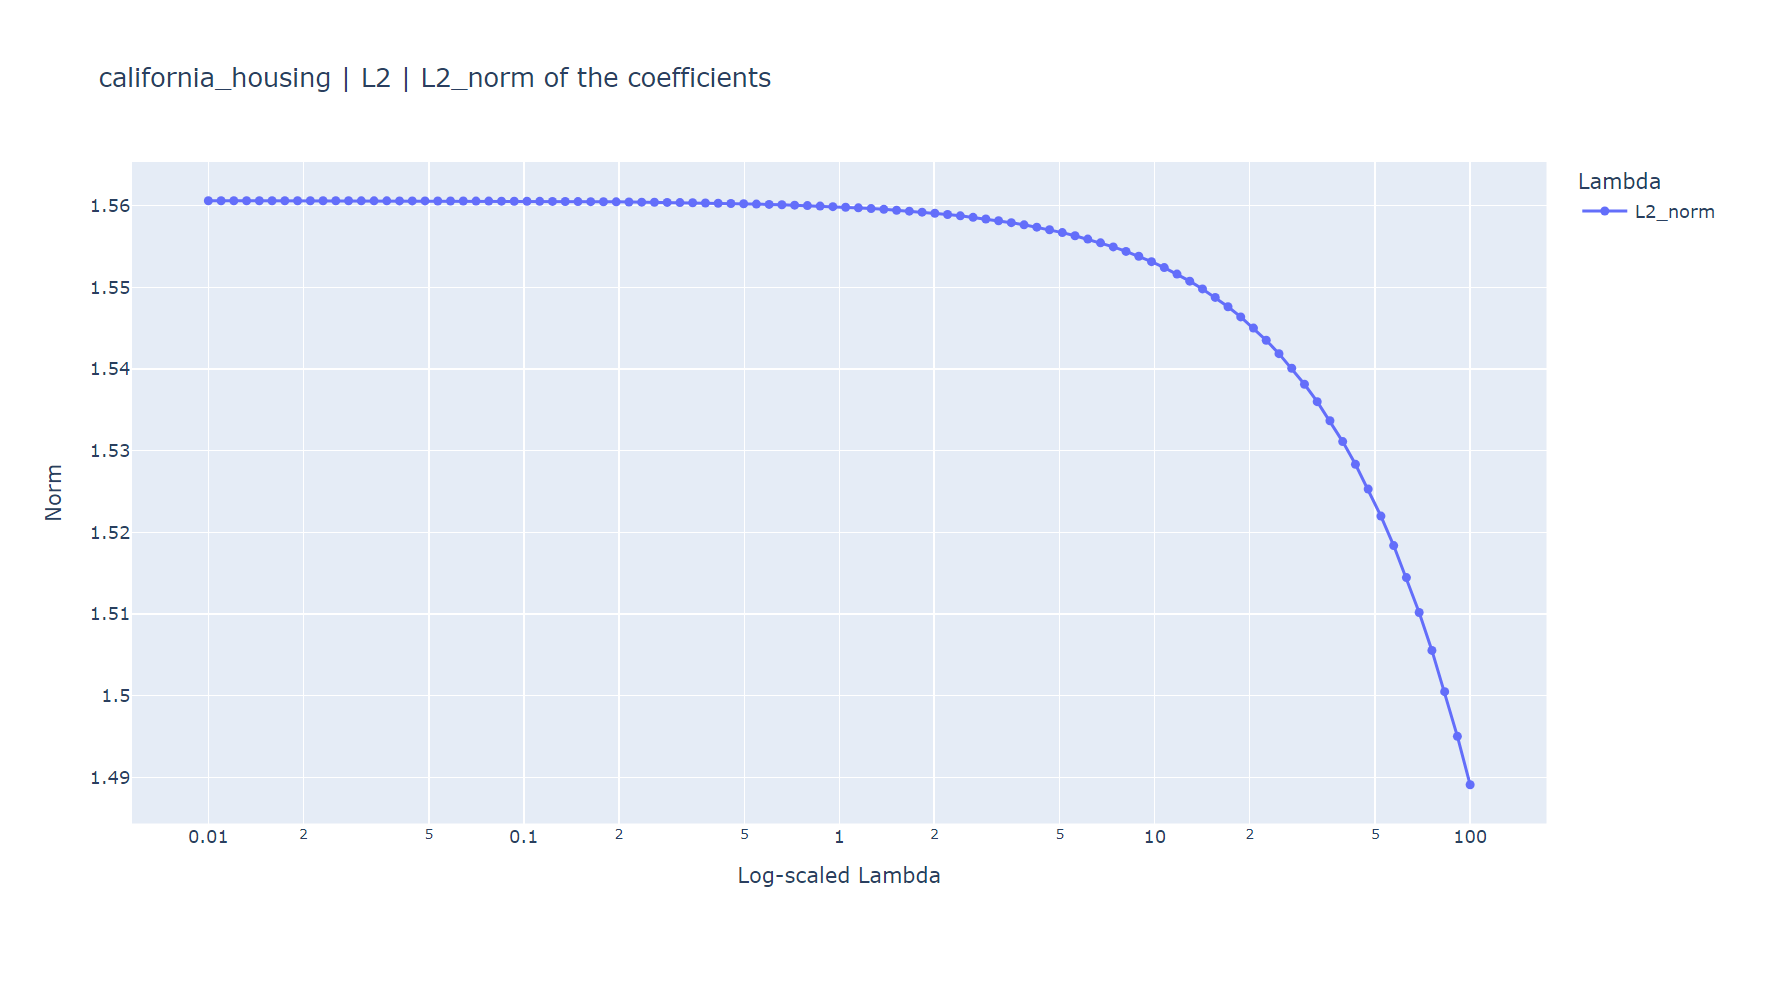 california_housing | L2 | L2_norm of the coefficients
Lambda
L2_norm
1.56
1.55
1.54
1.53
1.52
1.51
1.5
1.49
Norm
0.01 2 5 0.1 2 5 1 2 5 10 2 5 100
Log-scaled Lambda